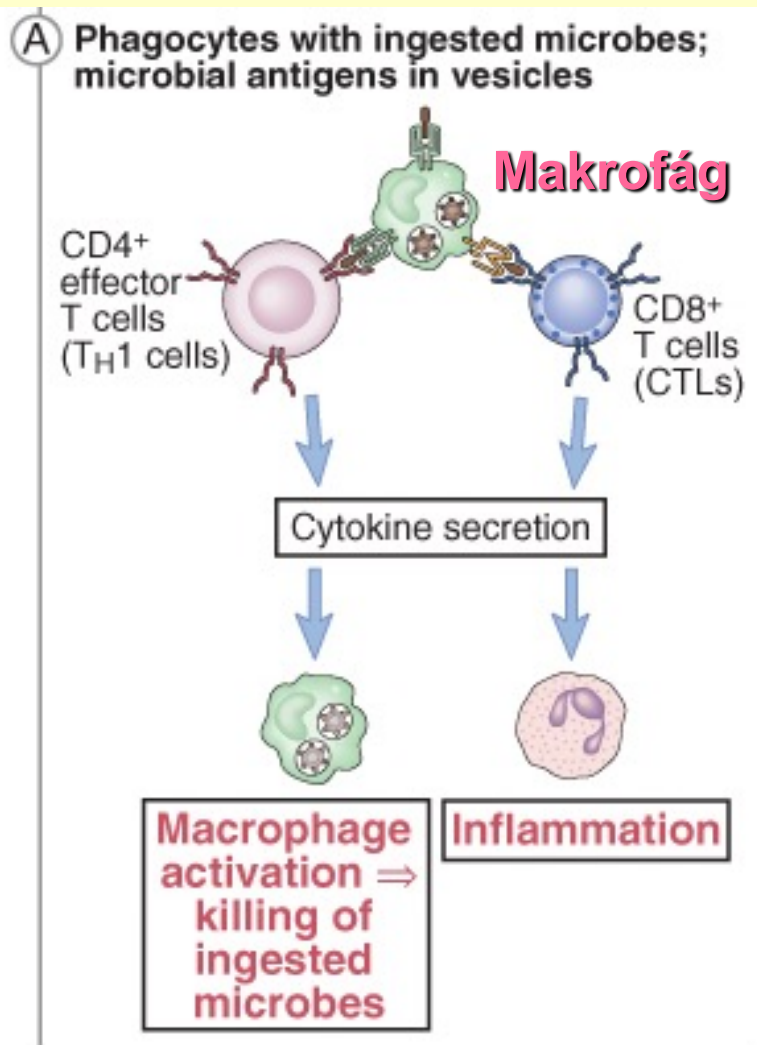 A Phagocytes with ingested microbes;
microbial antigens in vesicles
Makrofág
CD4+
effector
T cells
(TH1 cells)
CD8+
T cells
(CTLs)
Cytokine secretion
Macrophage
activation ⇒
killing of
ingested
microbes
Inflammation